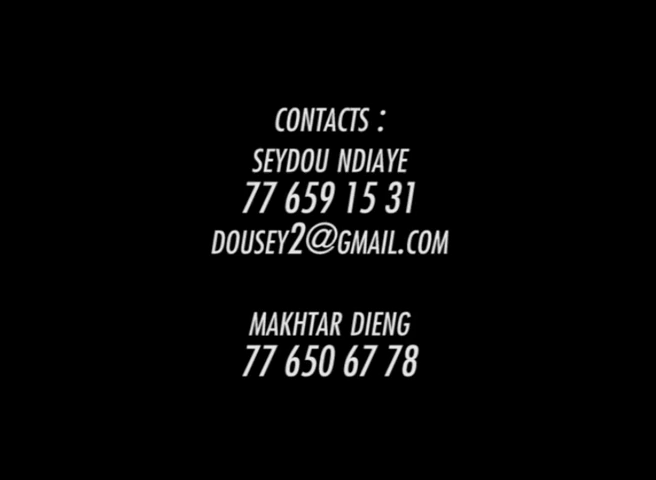 CONTACTS :
SEYDOU NDIAYE
77 659 15 31
DOUSEY2@GMAIL.COM
MAKHTAR DIENG
77 650 67 78